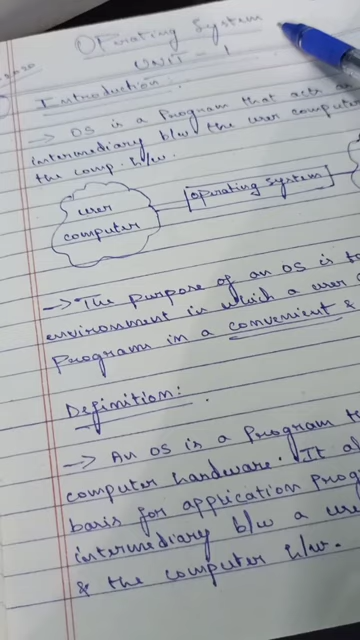 Operating System
UNIT - 1
Introduction:
→ OS is a Program that acts as
intermediary b/w the user computer
the comp. h/w.
user
computer
Operating system
→ The purpose of an OS is to
environment in which a user
Program in a convenient &
Definition:
→ An OS is a Program
computer hardware. It al
basis for application Prog
intermediary b/w a use
& the computer h/w.